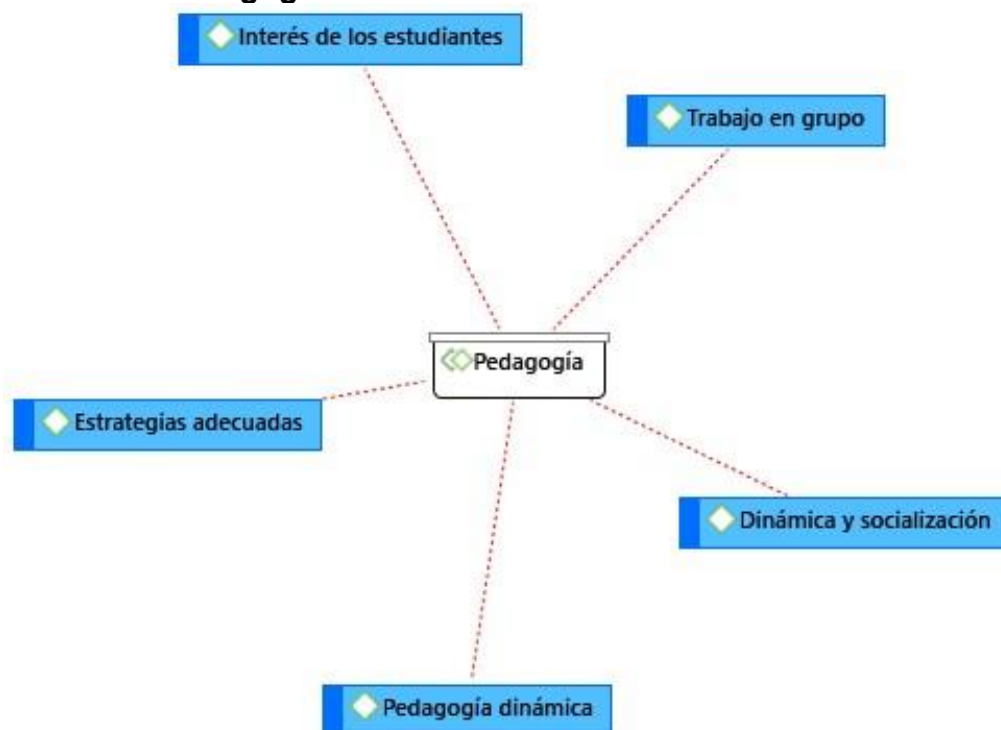 Interés de los estudiantes
Trabajo en grupo
Pedagogía
Estrategias adecuadas
Dinámica y socialización
Pedagogía dinámica